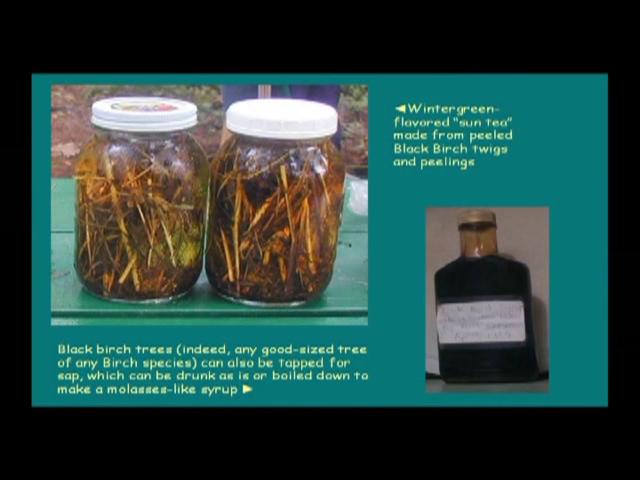 ◄Wintergreen-
flavored "sun tea"
made from peeled
Black Birch twigs
and peelings
Black birch trees (indeed, any good-sized tree
of any Birch species) can also be tapped for
sap, which can be drunk as is or boiled down to
make a molasses-like syrup ►